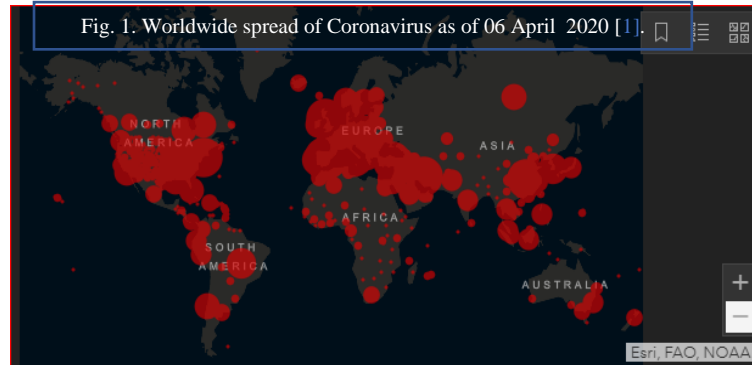 Fig. 1. Worldwide spread of Coronavirus as of 06 April 2020 [1].
NORTH
AMERICA
EUROPE
ASIA
AFRICA
SOUTH
AMERICA
AUSTRALIA
+
−
Esri, FAO, NOAA